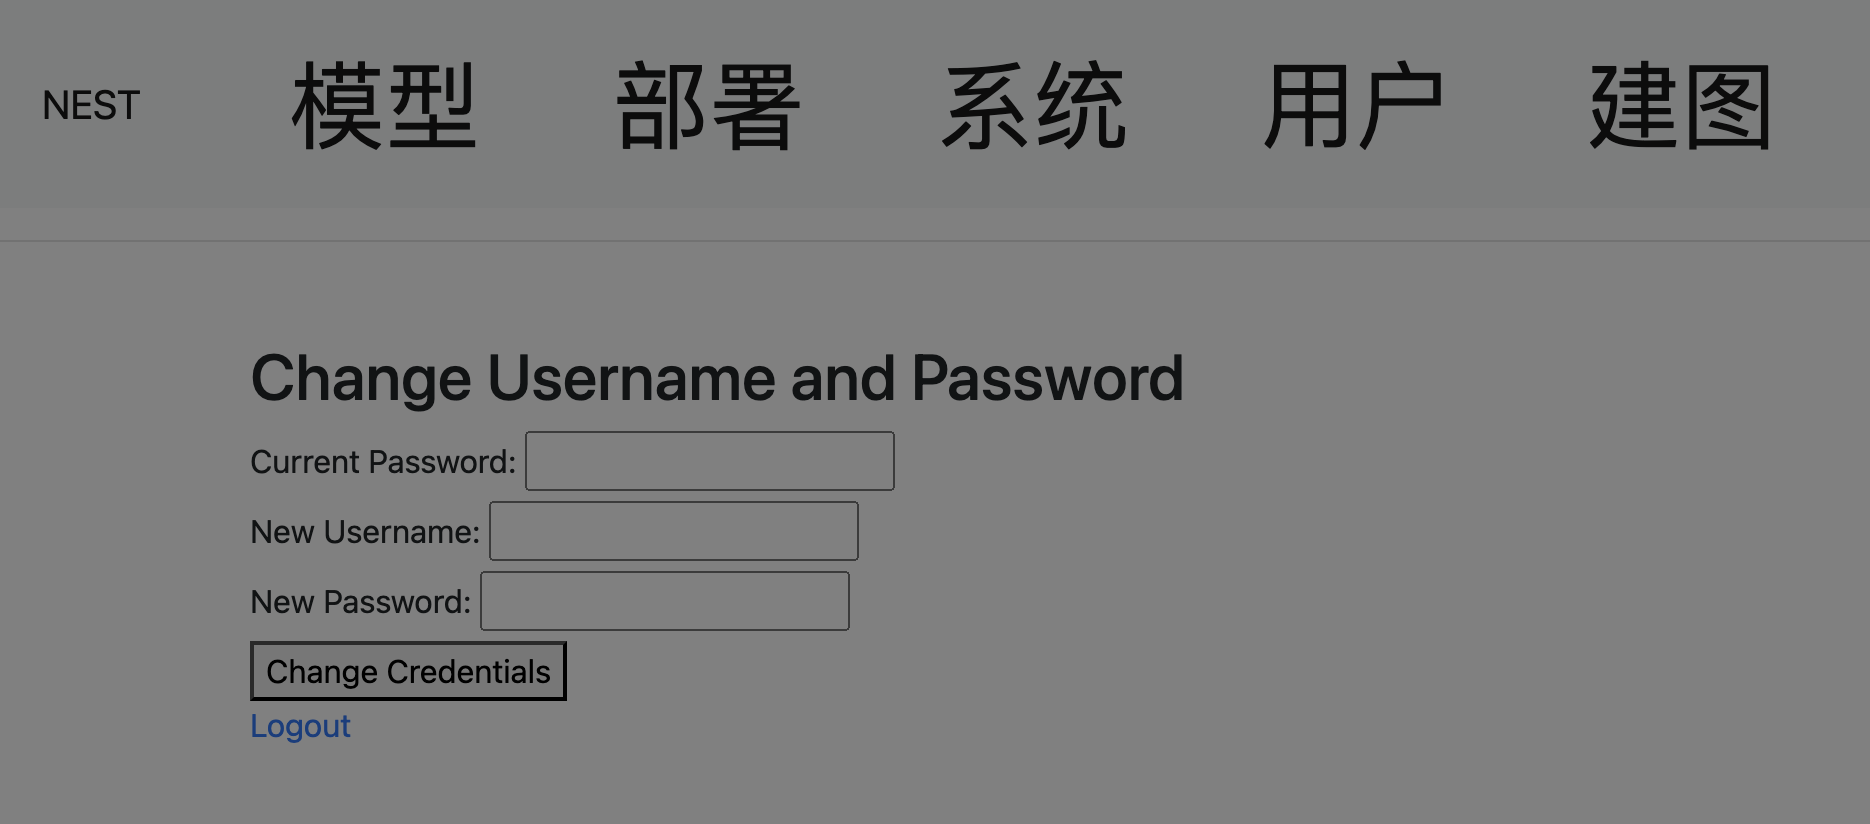 NEST 模型 部署 系统 用户 建图
Change Username and Password
Current Password:
New Username:
New Password:
Change Credentials
Logout